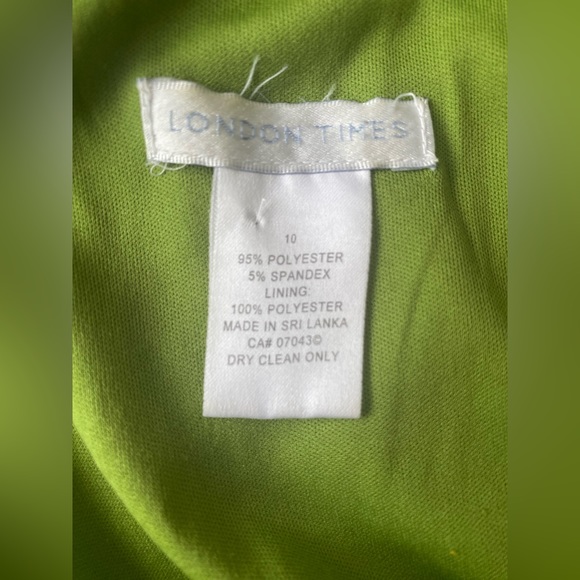 LONDON TIMES
10
95% POLYESTER
5% SPANDEX
LINING:
100% POLYESTER
MADE IN SRI LANKA
CA# 07043©
DRY CLEAN ONLY